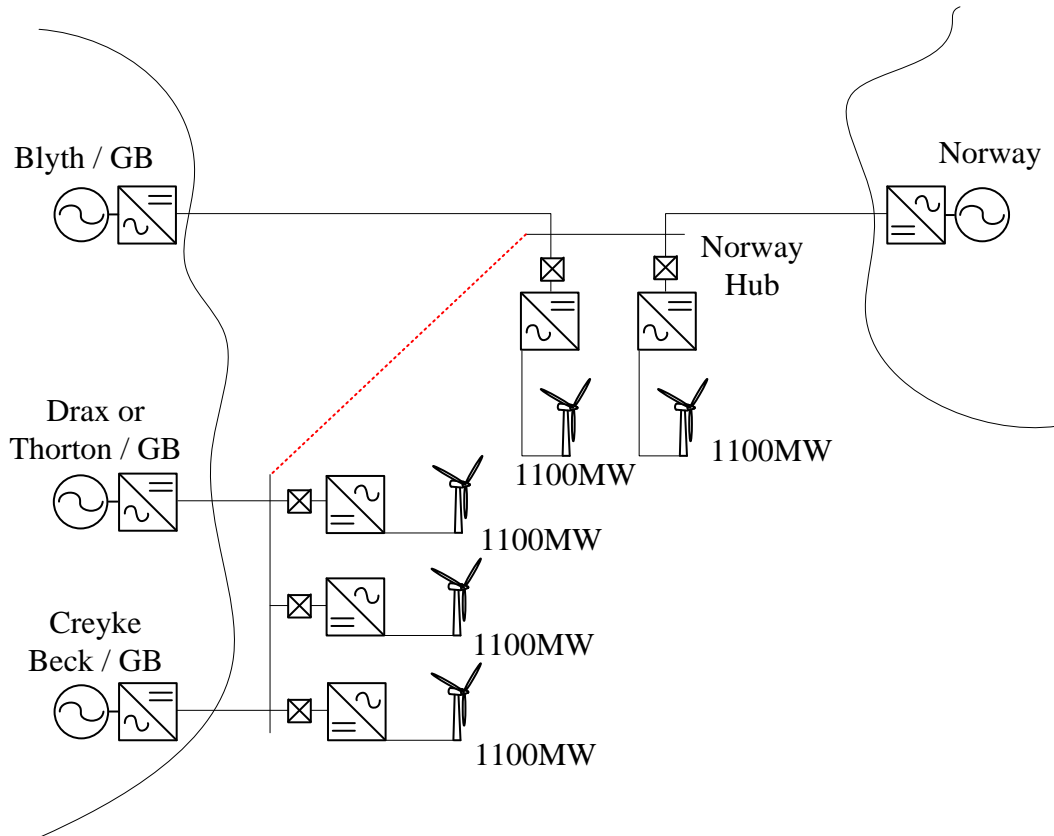 Blyth / GB
Norway
Norway
Hub
Drax or
Thorton / GB
1100MW
1100MW
1100MW
Creyke
Beck / GB
1100MW
1100MW